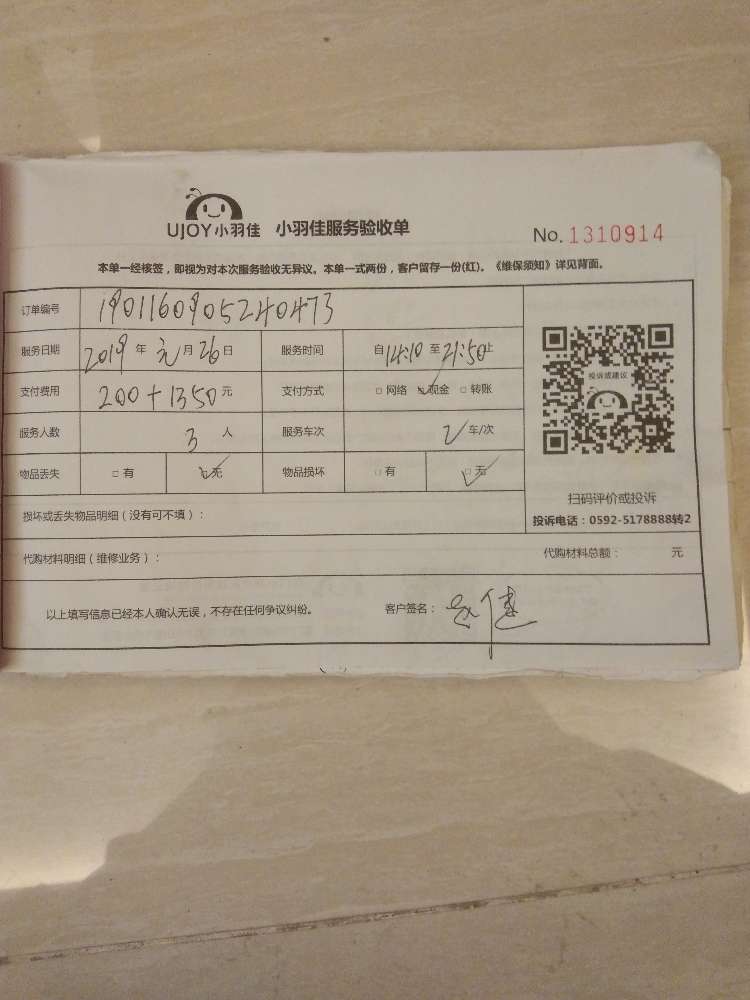 UJOY小羽佳 小羽佳服务验收单 No. 1310914
本单一经核签，即视为对本次服务验收无异议。本单一式两份，客户留存一份(红)。《维保须知》详见背面。
订单编号 1901160905240473
服务日期 2019 年 元 月 26 日 服务时间 自 14:10 至 21:50 止
支付费用 200+1350 元 支付方式 □ 网络 ☑ 现金 □ 转账
服务人数 3 人 服务车次 2 车/次
物品丢失 □ 有 ☑ 无 物品损坏 □ 有 ☑ 无
投诉或建议
扫码评价或投诉
投诉电话：0592-5178888转2
损坏或丢失物品明细（没有可不填）：
代购材料明细（维修业务）： 代购材料总额： 元
以上填写信息已经本人确认无误，不存在任何争议纠纷。 客户签名：